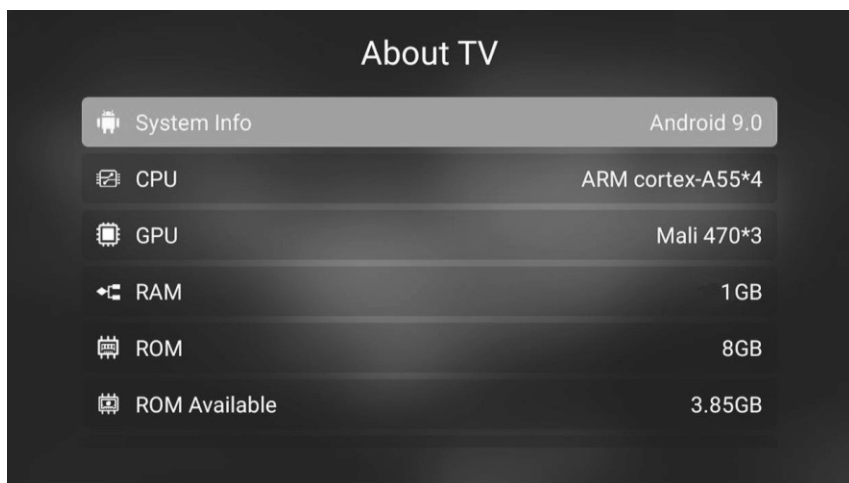 About TV
System Info Android 9.0
CPU ARM cortex-A55*4
GPU Mali 470*3
RAM 1GB
ROM 8GB
ROM Available 3.85GB